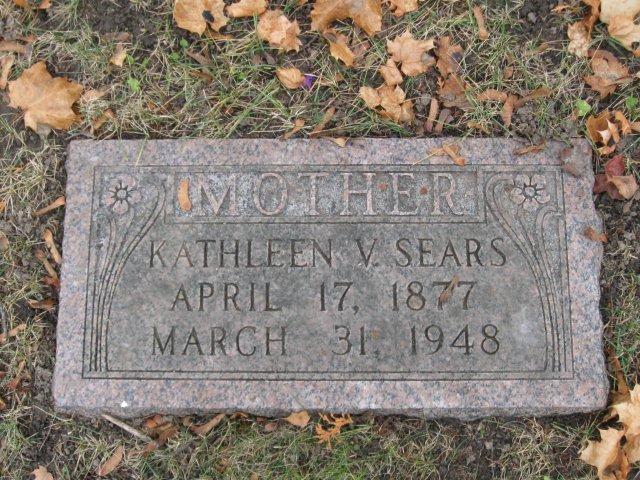 MOTHER
KATHLEEN V. SEARS
APRIL 17, 1877
MARCH 31, 1948